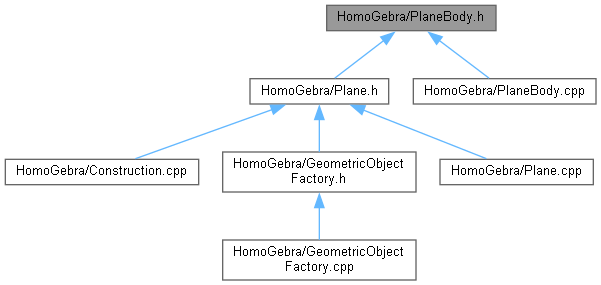 HomoGebra/PlaneBody.h
HomoGebra/Plane.h
HomoGebra/PlaneBody.cpp
HomoGebra/Construction.cpp
HomoGebra/GeometricObject
Factory.h
HomoGebra/Plane.cpp
HomoGebra/GeometricObject
Factory.cpp